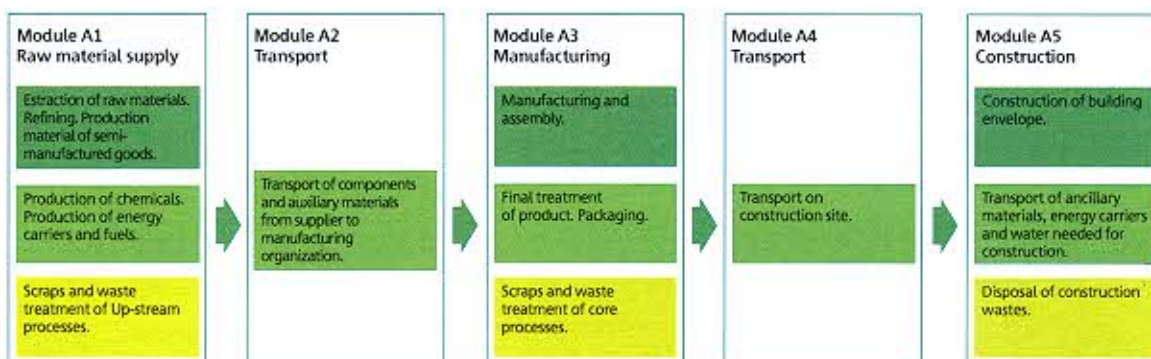 Module A1
Raw material supply
Estraction of raw materials.
Refining. Production
material of semi-
manufactured goods.
Production of chemicals.
Production of energy
carriers and fuels.
Scraps and waste
treatment of Up-stream
processes.
Module A2
Transport
Transport of components
and auxiliary materials
from supplier to
manufacturing
organization.
Module A3
Manufacturing
Manufacturing and
assembly.
Final treatment
of product. Packaging.
Scraps and waste
treatment of core
processes.
Module A4
Transport
Transport on
construction site.
Module A5
Construction
Construction of building
envelope.
Transport of ancillary
materials, energy carriers
and water needed for
construction.
Disposal of construction
wastes.